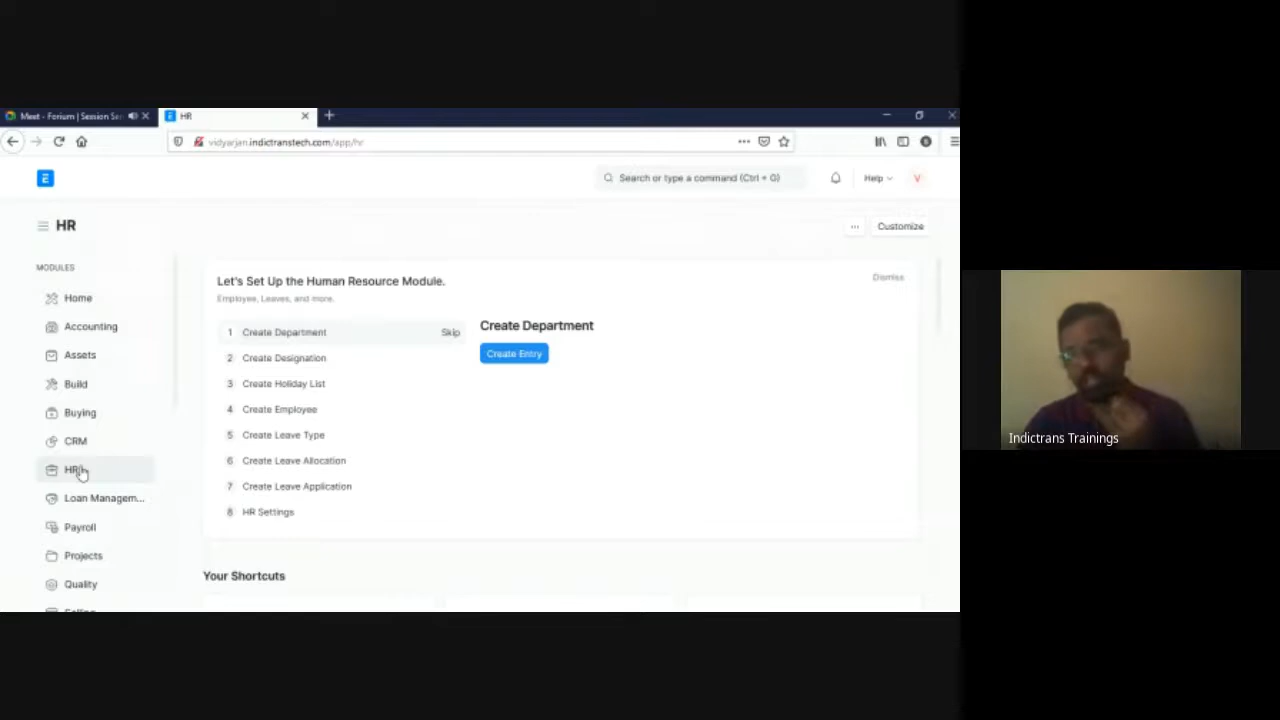 Meet - Forium | Session Se
HR
vidyarjan.indictranstech.com/app/hr
Search or type a command (Ctrl + G)
Help
V
HR
Customize
MODULES
Home
Accounting
Assets
Build
Buying
CRM
HR
Loan Managem...
Payroll
Projects
Quality
Selling
Let's Set Up the Human Resource Module.
Dismiss
Employee, Leaves, and more.
1 Create Department Skip
2 Create Designation
3 Create Holiday List
4 Create Employee
5 Create Leave Type
6 Create Leave Allocation
7 Create Leave Application
8 HR Settings
Create Department
Create Entry
Your Shortcuts
Indictrans Trainings